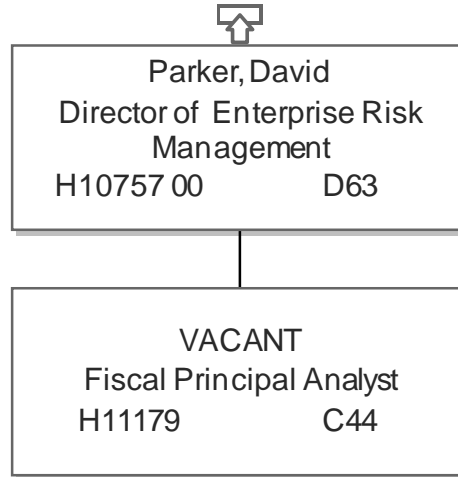 Parker, David
Director of Enterprise Risk
Management
H10757 00 D63
VACANT
Fiscal Principal Analyst
H11179 C44